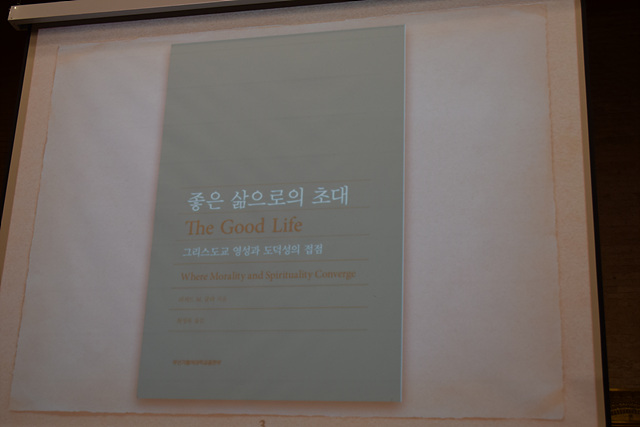 좋은 삶으로의 초대
The Good Life
그리스도교 영성과 도덕성의 접점
Where Morality and Spirituality Converge
2